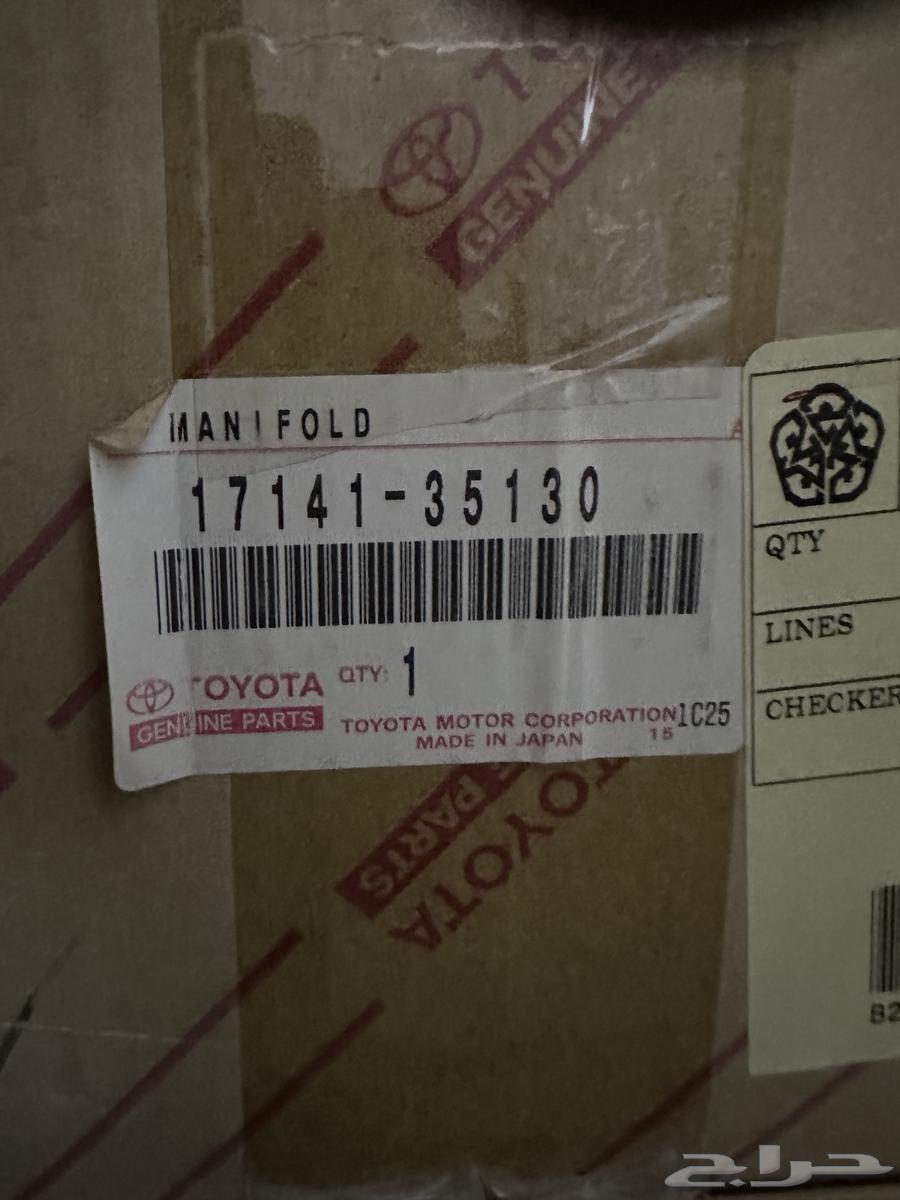 GENUINE
MANIFOLD
17141-35130
TOYOTA
GENUINE PARTS
QTY: 1
TOYOTA MOTOR CORPORATION 1C25
MADE IN JAPAN 15
QTY
LINES
CHECKER
PARTS
TOYOTA
حراج